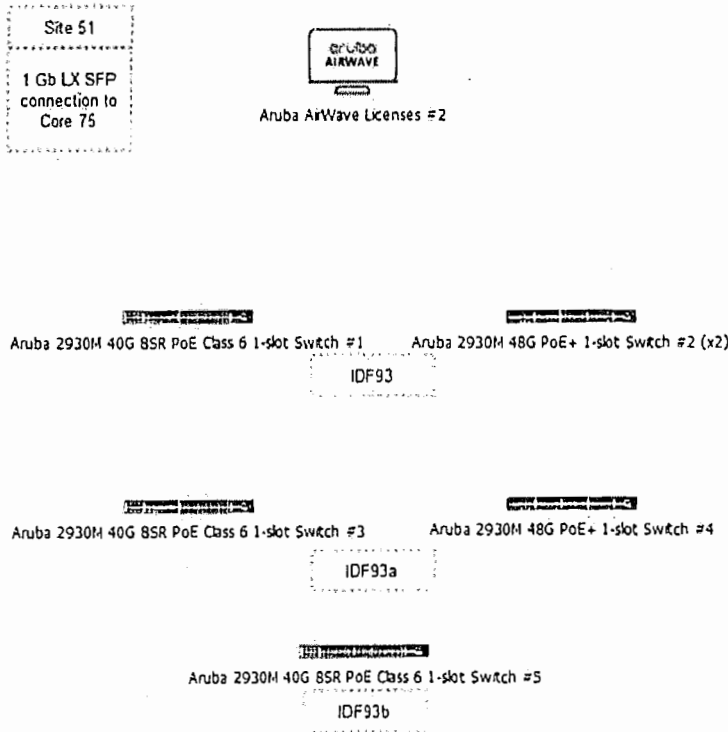 Site 51
1 Gb LX SFP
connection to
Core 75
aruba
AIRWAVE
Aruba AirWave Licenses #2
Aruba 2930M 40G 8SR PoE Class 6 1-slot Switch #1
Aruba 2930M 48G PoE+ 1-slot Switch #2 (x2)
IDF93
Aruba 2930M 40G 8SR PoE Class 6 1-slot Switch #3
Aruba 2930M 48G PoE+ 1-slot Switch #4
IDF93a
Aruba 2930M 40G 8SR PoE Class 6 1-slot Switch #5
IDF93b